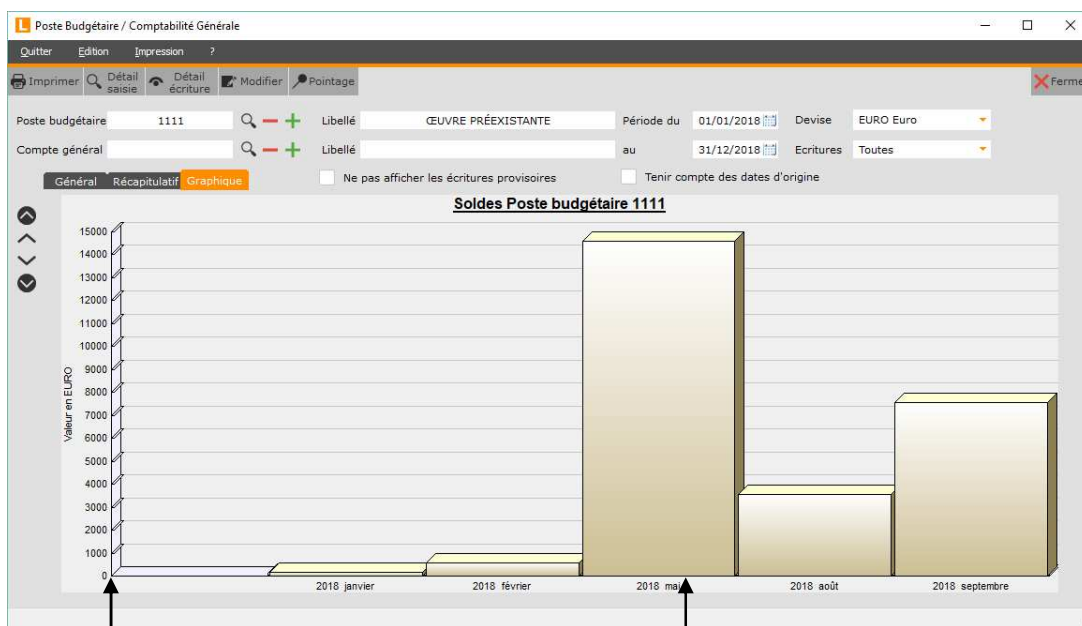 L Poste Budgétaire / Comptabilité Générale
Quitter Edition Impression ?
Imprimer Détail saisie Détail écriture Modifier Pointage Ferme
Poste budgétaire 1111 Libellé ŒUVRE PRÉEXISTANTE Période du 01/01/2018 Devise EURO Euro
Compte général Libellé au 31/12/2018 Ecritures Toutes
Général Récapitulatif Graphique Ne pas afficher les écritures provisoires Tenir compte des dates d'origine
Soldes Poste budgétaire 1111
Valeur en EURO
15000
14000
13000
12000
11000
10000
9000
8000
7000
6000
5000
4000
3000
2000
1000
0
2018 janvier 2018 février 2018 mai 2018 août 2018 septembre